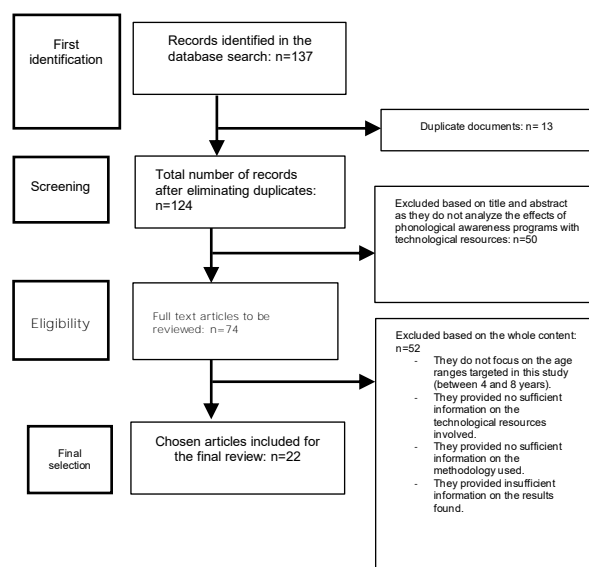 First
identification
Records identified in the
database search: n=137
Duplicate documents: n= 13
Screening
Total number of records
after eliminating duplicates:
n=124
Excluded based on title and abstract
as they do not analyze the effects of
phonological awareness programs with
technological resources: n=50
Eligibility
Full text articles to be
reviewed: n=74
Excluded based on the whole content:
n=52
- They do not focus on the age
ranges targeted in this study
(between 4 and 8 years).
- They provided no sufficient
information on the
technological resources
involved.
- They provided no sufficient
information on the
methodology used.
- They provided insufficient
information on the results
found.
Final
selection
Chosen articles included for
the final review: n=22